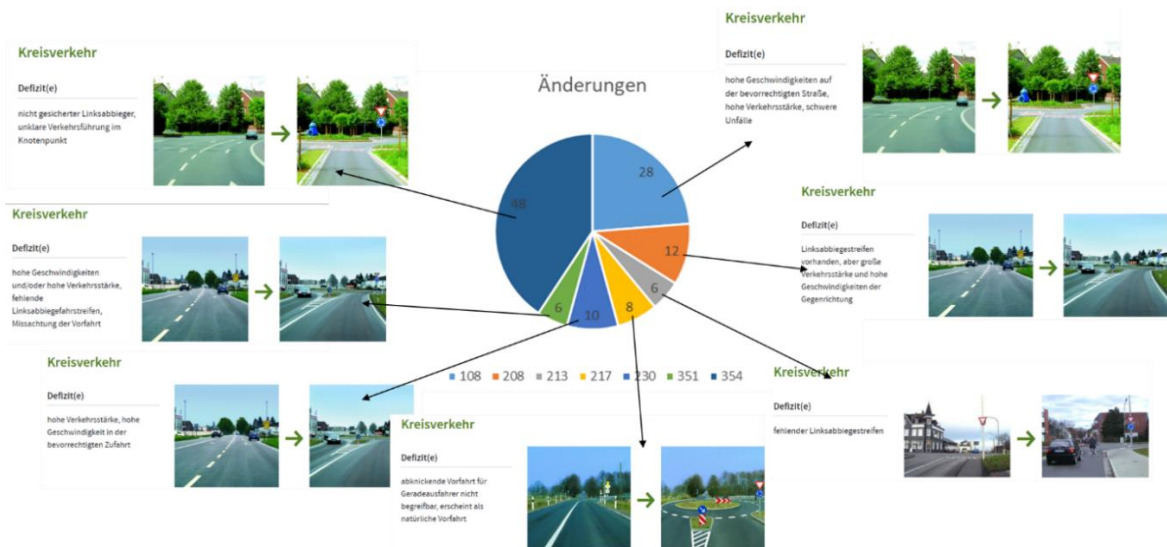 Kreisverkehr
Defizit(e)
nicht gesicherter Linksabbieger,
unklare Verkehrsführung im
Knotenpunkt
Kreisverkehr
Defizit(e)
hohe Geschwindigkeiten
und/oder hohe Verkehrsstärke,
fehlende
Linksabbiegefahrstreifen,
Missachtung der Vorfahrt
Kreisverkehr
Defizit(e)
hohe Verkehrsstärke, hohe
Geschwindigkeit in der
bevorrechtigten Zufahrt
Änderungen
28
12
6
8
10
6
48
108 208 213 217 230 351 354
Kreisverkehr
Defizit(e)
abknickende Vorfahrt für
Geradeausfahrer nicht
begreifbar, erscheint als
natürliche Vorfahrt
Kreisverkehr
Defizit(e)
hohe Geschwindigkeiten auf
der bevorrechtigten Straße,
hohe Verkehrsstärke, schwere
Unfälle
Kreisverkehr
Defizit(e)
Linksabbiegestreifen
vorhanden, aber große
Verkehrsstärke und hohe
Geschwindigkeiten der
Gegenrichtung
Kreisverkehr
Defizit(e)
fehlender Linksabbiegestreifen